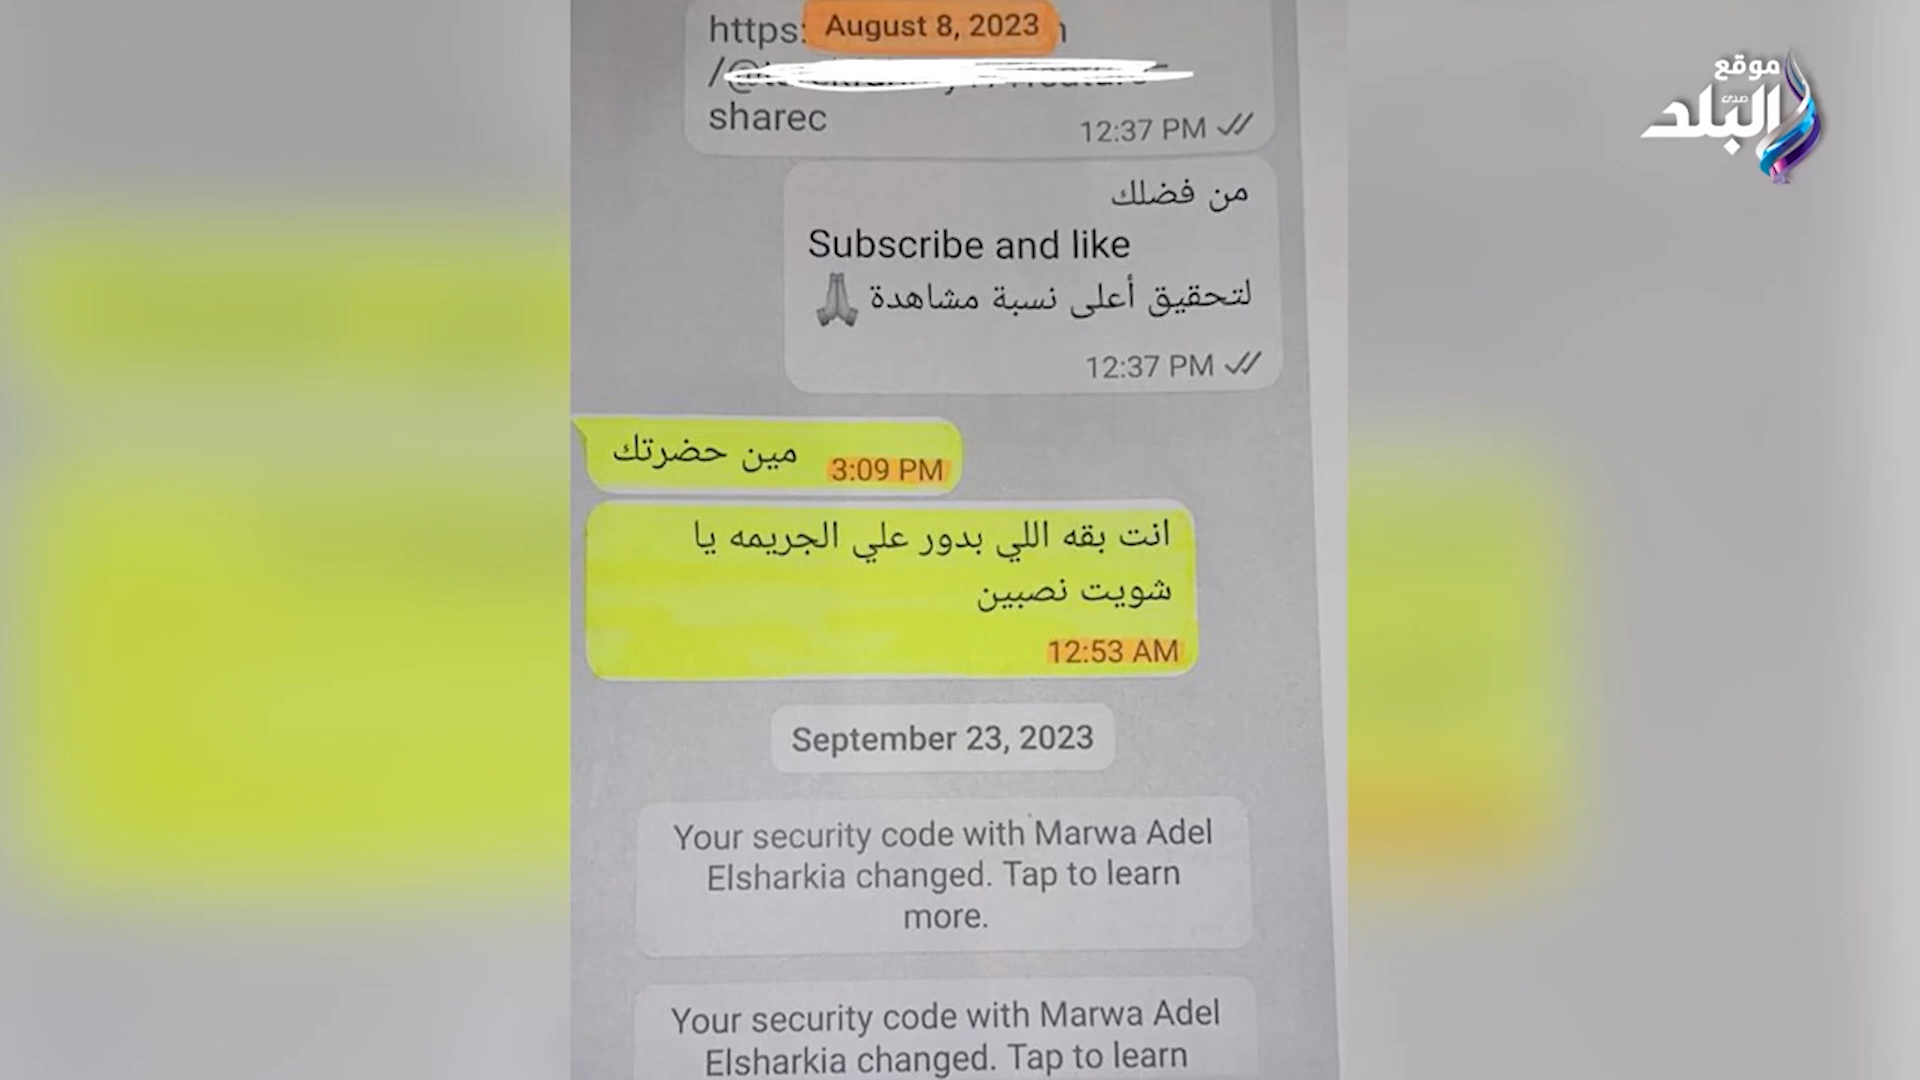 https:
August 8, 2023
sharec
12:37 PM
من فضلك
Subscribe and like
لتحقيق أعلى نسبة مشاهدة 🙏
12:37 PM
مين حضرتك
3:09 PM
انت بقه اللي بدور علي الجريمه يا
شويت نصبين
12:53 AM
September 23, 2023
Your security code with Marwa Adel
Elsharkia changed. Tap to learn
more.
Your security code with Marwa Adel
Elsharkia changed. Tap to learn
موقع
صدى
البلد